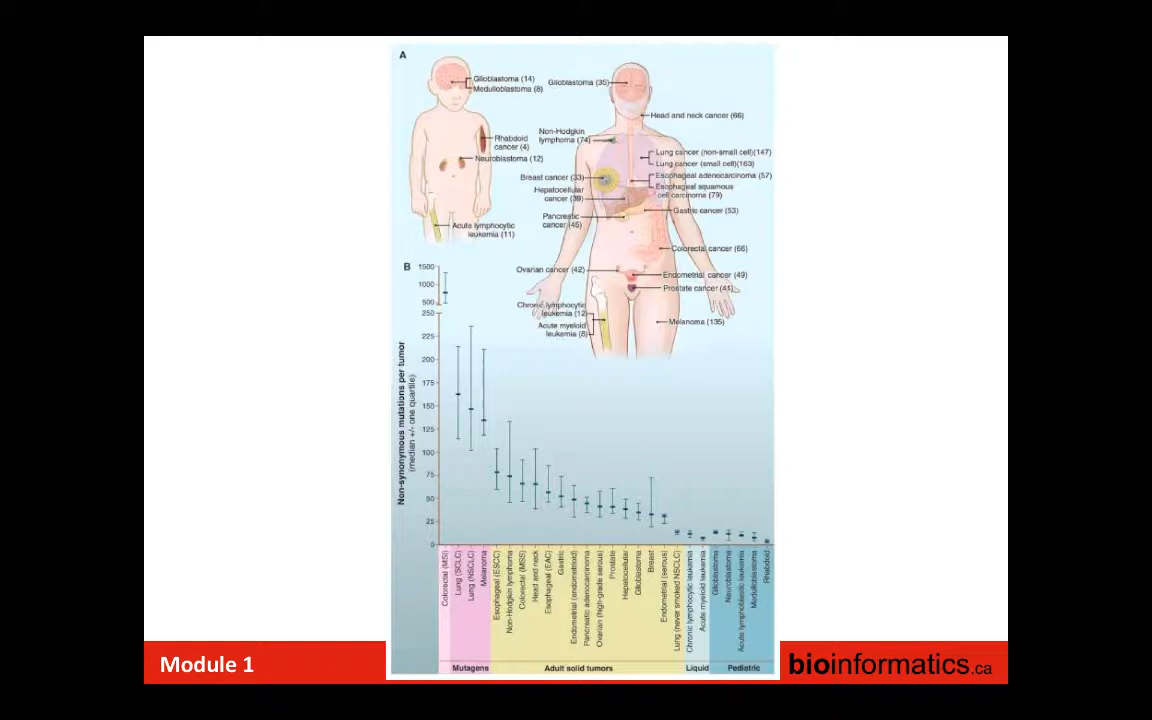 A
Glioblastoma (14)
Medulloblastoma (8)
Rhabdoid
cancer (4)
Neuroblastoma (12)
Acute lymphocytic
leukemia (11)
Glioblastoma (35)
Head and neck cancer (66)
Non-Hodgkin
lymphoma (74)
Lung cancer (non-small cell)(147)
Lung cancer (small cell)(163)
Esophageal adenocarcinoma (57)
Esophageal squamous
cell carcinoma (79)
Breast cancer (33)
Hepatocellular
cancer (39)
Gastric cancer (53)
Pancreatic
cancer (45)
Colorectal cancer (66)
Ovarian cancer (42)
Endometrial cancer (49)
Prostate cancer (41)
Chronic lymphocytic
leukemia (12)
Acute myeloid
leukemia (8)
Melanoma (135)
B
1500
1000
500
250
225
200
175
150
125
100
75
50
25
0
Non-synonymous mutations per tumor
(median +/- one quartile)
Colorectal (MSI)
Lung (SCLC)
Lung (NSCLC)
Melanoma
Esophageal (ESCC)
Non-Hodgkin lymphoma
Colorectal (MSS)
Head and neck
Esophageal (EAC)
Gastric
Endometrial (endometrioid)
Pancreatic adenocarcinoma
Ovarian (high-grade serous)
Prostate
Hepatocellular
Glioblastoma
Breast
Endometrial (serous)
Lung (never smoked NSCLC)
Chronic lymphocytic leukemia
Acute myeloid leukemia
Glioblastoma
Neuroblastoma
Acute lymphoblastic leukemia
Medulloblastoma
Rhabdoid
Mutagens
Adult solid tumors
Liquid
Pediatric
Module 1
bioinformatics.ca